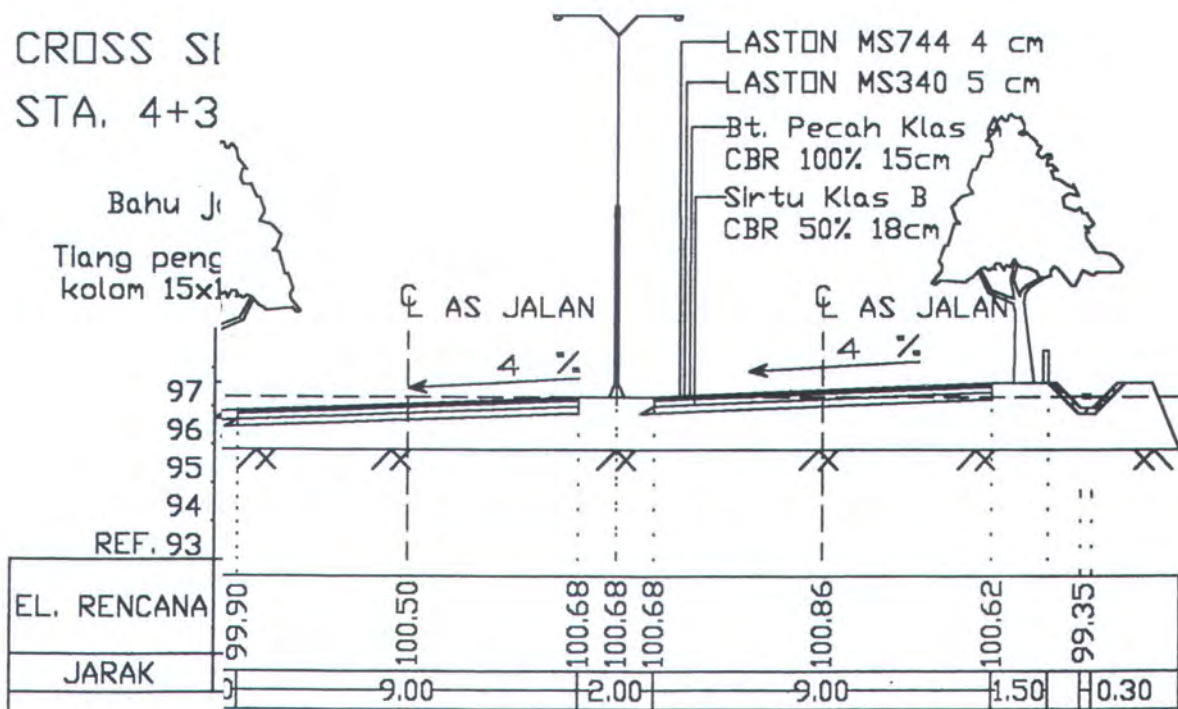 CROSS SE
STA. 4+3
LASTON MS744 4 cm
LASTON MS340 5 cm
Bt. Pecah Klas A
CBR 100% 15cm
Sirtu Klas B
CBR 50% 18cm
Bahu J
Tiang peng
kolom 15x1
℄ AS JALAN
℄ AS JALAN
4 %
4 %
97
96
95
94
REF. 93
EL. RENCANA
99.90
100.50
100.68
100.68
100.68
100.86
100.62
99.35
JARAK
9.00
2.00
9.00
1.50
0.30